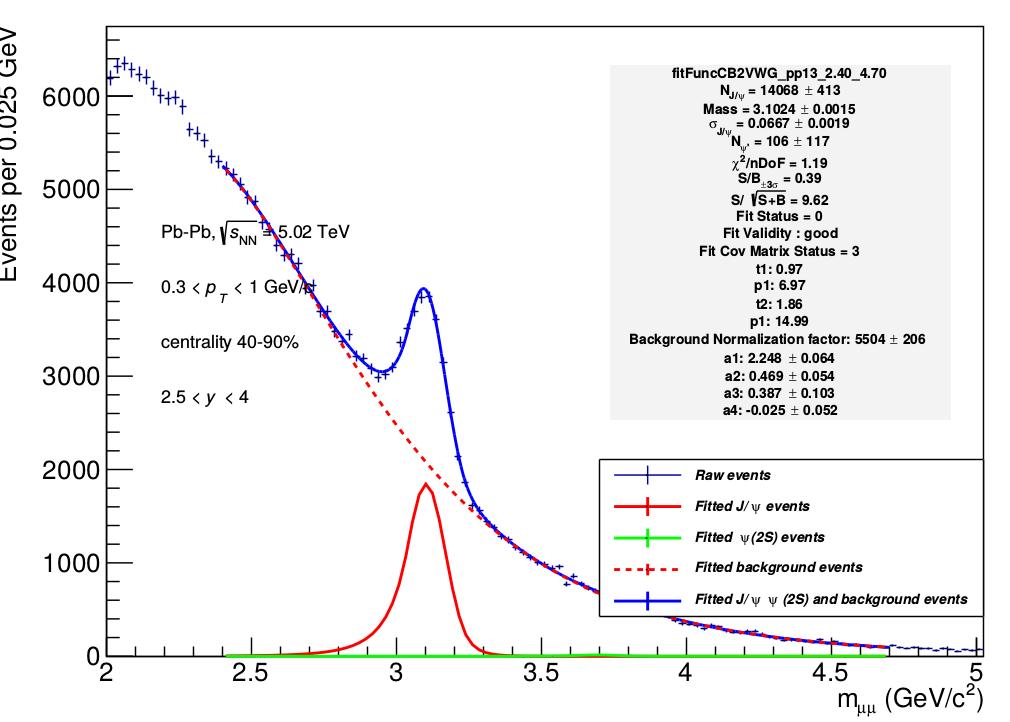 Events per 0.025 GeV
6000
5000
4000
3000
2000
1000
0
2
2.5
3
3.5
4
4.5
5
m_μμ (GeV/c²)
Pb-Pb, √s_NN = 5.02 TeV
0.3 < p_T < 1 GeV/c
centrality 40-90%
2.5 < y < 4
fitFuncCB2VWG_pp13_2.40_4.70
N_J/ψ = 14068 ± 413
Mass = 3.1024 ± 0.0015
σ_J/ψ = 0.0667 ± 0.0019
N_ψ' = 106 ± 117
χ²/nDoF = 1.19
S/B_±3σ = 0.39
S/ √S+B = 9.62
Fit Status = 0
Fit Validity : good
Fit Cov Matrix Status = 3
t1: 0.97
p1: 6.97
t2: 1.86
p1: 14.99
Background Normalization factor: 5504 ± 206
a1: 2.248 ± 0.064
a2: 0.469 ± 0.054
a3: 0.387 ± 0.103
a4: -0.025 ± 0.052
Raw events
Fitted J/ψ events
Fitted ψ(2S) events
Fitted background events
Fitted J/ψ ψ(2S) and background events